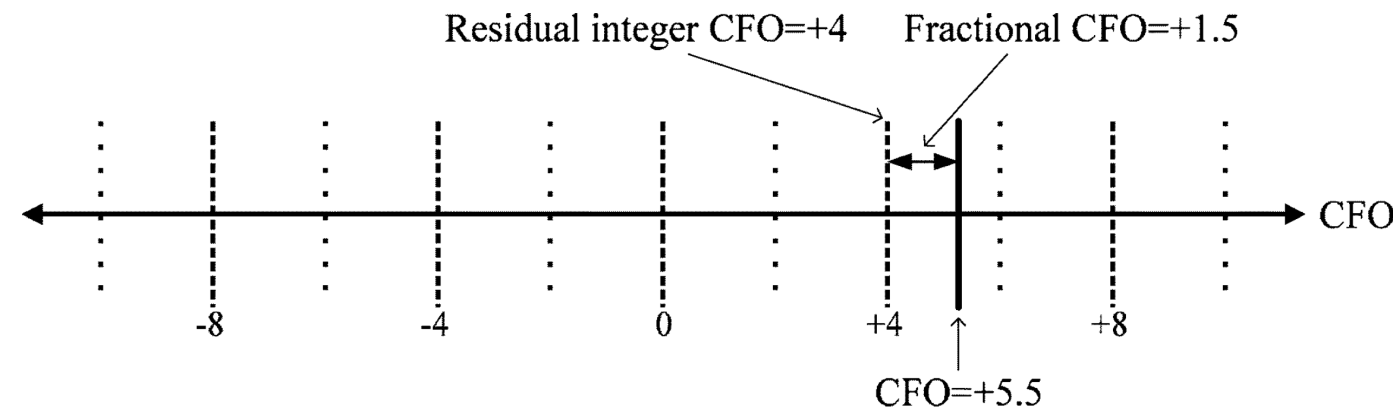 Residual integer CFO=+4 Fractional CFO=+1.5
CFO
-8 -4 0 +4 +8
CFO=+5.5